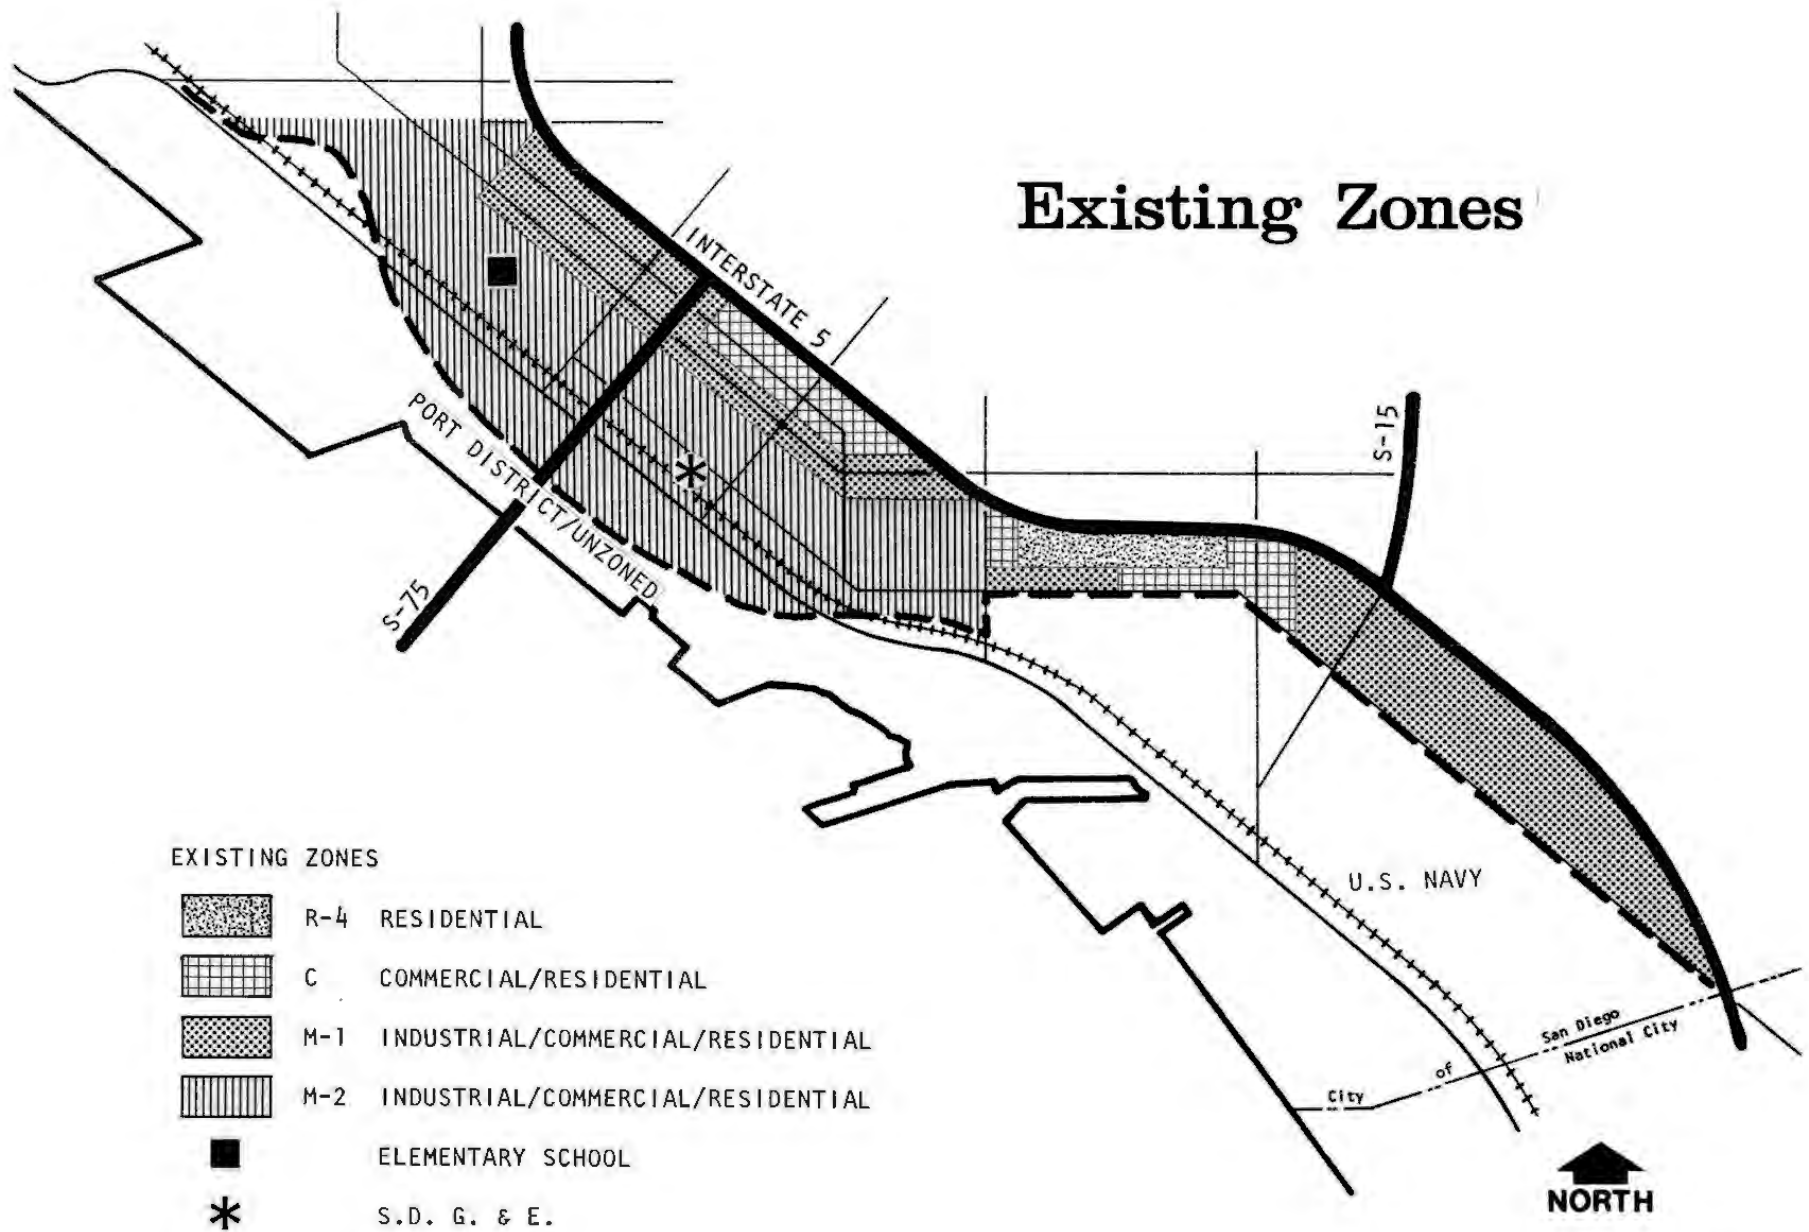 Existing Zones
INTERSTATE 5
S-15
PORT DISTRICT/UNZONED
S-75
U.S. NAVY
San Diego
National City
City of
EXISTING ZONES
R-4 RESIDENTIAL
C COMMERCIAL/RESIDENTIAL
M-1 INDUSTRIAL/COMMERCIAL/RESIDENTIAL
M-2 INDUSTRIAL/COMMERCIAL/RESIDENTIAL
ELEMENTARY SCHOOL
S.D. G. & E.
NORTH